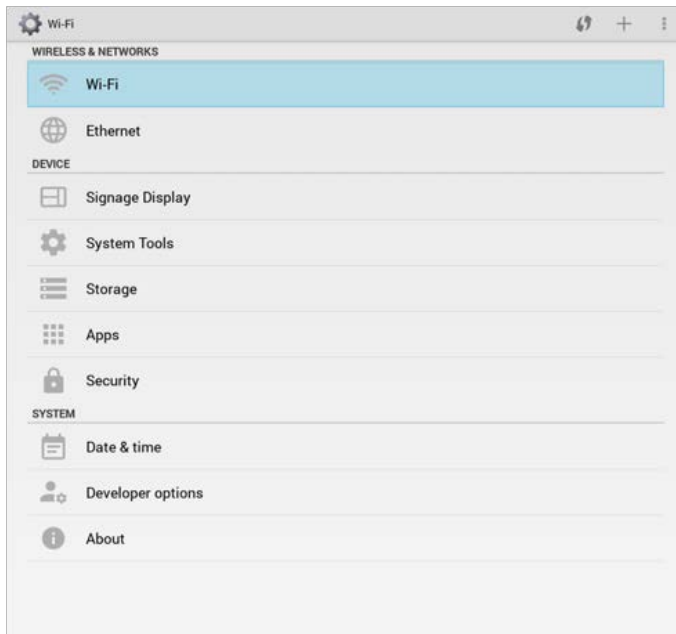 Wi-Fi
WIRELESS & NETWORKS
Wi-Fi
Ethernet
DEVICE
Signage Display
System Tools
Storage
Apps
Security
SYSTEM
Date & time
Developer options
About